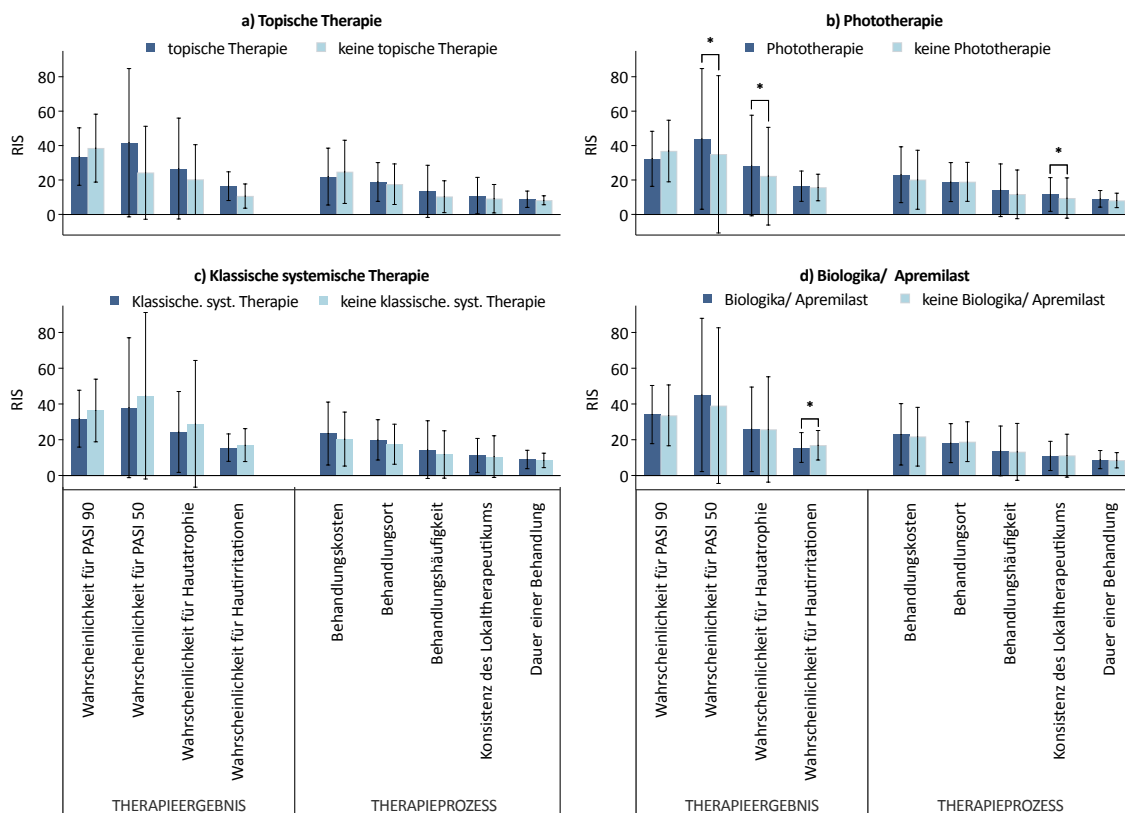 a) Topische Therapie
topische Therapie keine topische Therapie
RIS
80
60
40
20
0
b) Phototherapie
Phototherapie keine Phototherapie
RIS
80
60
40
20
0
*
*
*
c) Klassische systemische Therapie
Klassische. syst. Therapie keine klassische. syst. Therapie
RIS
80
60
40
20
0
d) Biologika/ Apremilast
Biologika/ Apremilast keine Biologika/ Apremilast
RIS
80
60
40
20
0
*
Wahrscheinlichkeit für PASI 90
Wahrscheinlichkeit für PASI 50
Wahrscheinlichkeit für Hautatrophie
Wahrscheinlichkeit für Hautirritationen
Behandlungskosten
Behandlungsort
Behandlungshäufigkeit
Konsistenz des Lokaltherapeutikums
Dauer einer Behandlung
THERAPIEERGEBNIS THERAPIEPROZESS
Wahrscheinlichkeit für PASI 90
Wahrscheinlichkeit für PASI 50
Wahrscheinlichkeit für Hautatrophie
Wahrscheinlichkeit für Hautirritationen
Behandlungskosten
Behandlungsort
Behandlungshäufigkeit
Konsistenz des Lokaltherapeutikums
Dauer einer Behandlung
THERAPIEERGEBNIS THERAPIEPROZESS